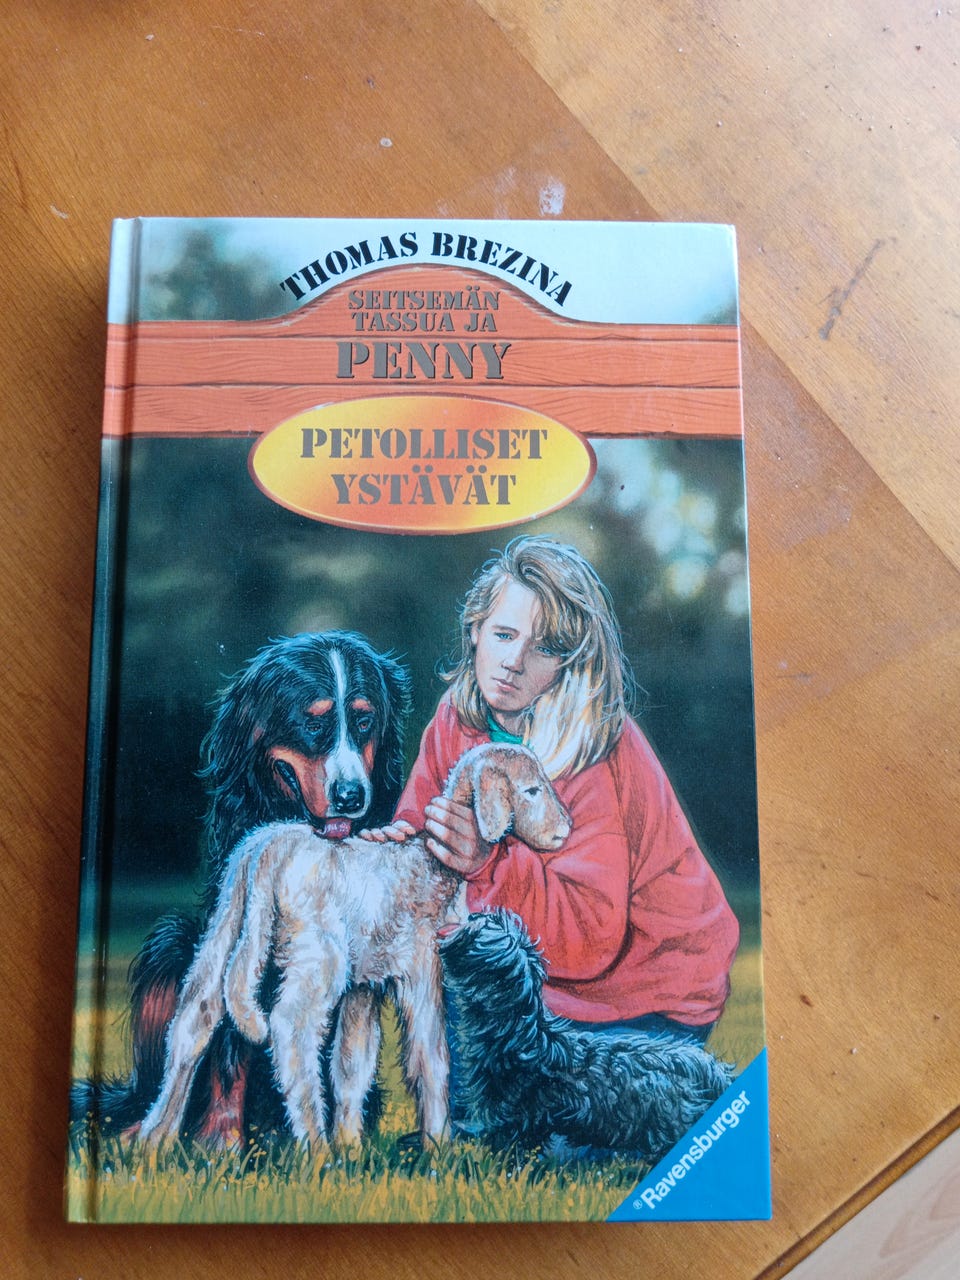 THOMAS BREZINA
SEITSEMÄN
TASSUA JA
PENNY
PETOLLISET
YSTÄVÄT
®Ravensburger